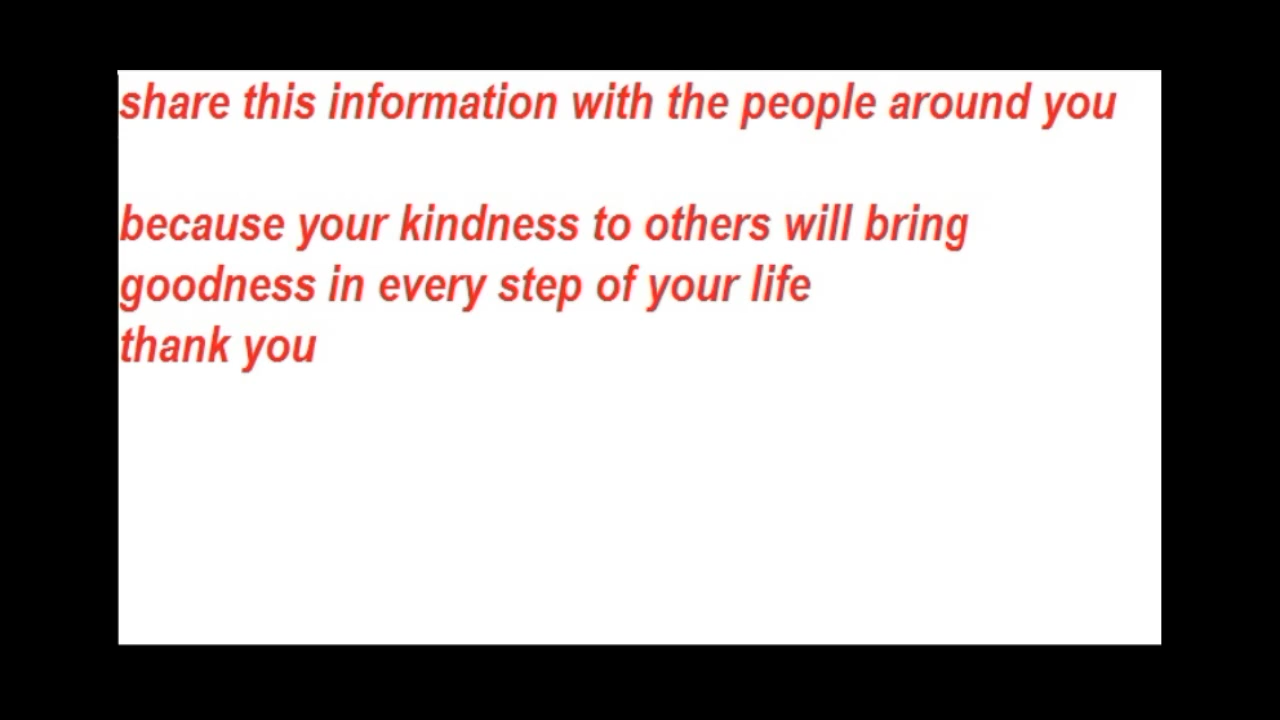 share this information with the people around you
because your kindness to others will bring
goodness in every step of your life
thank you